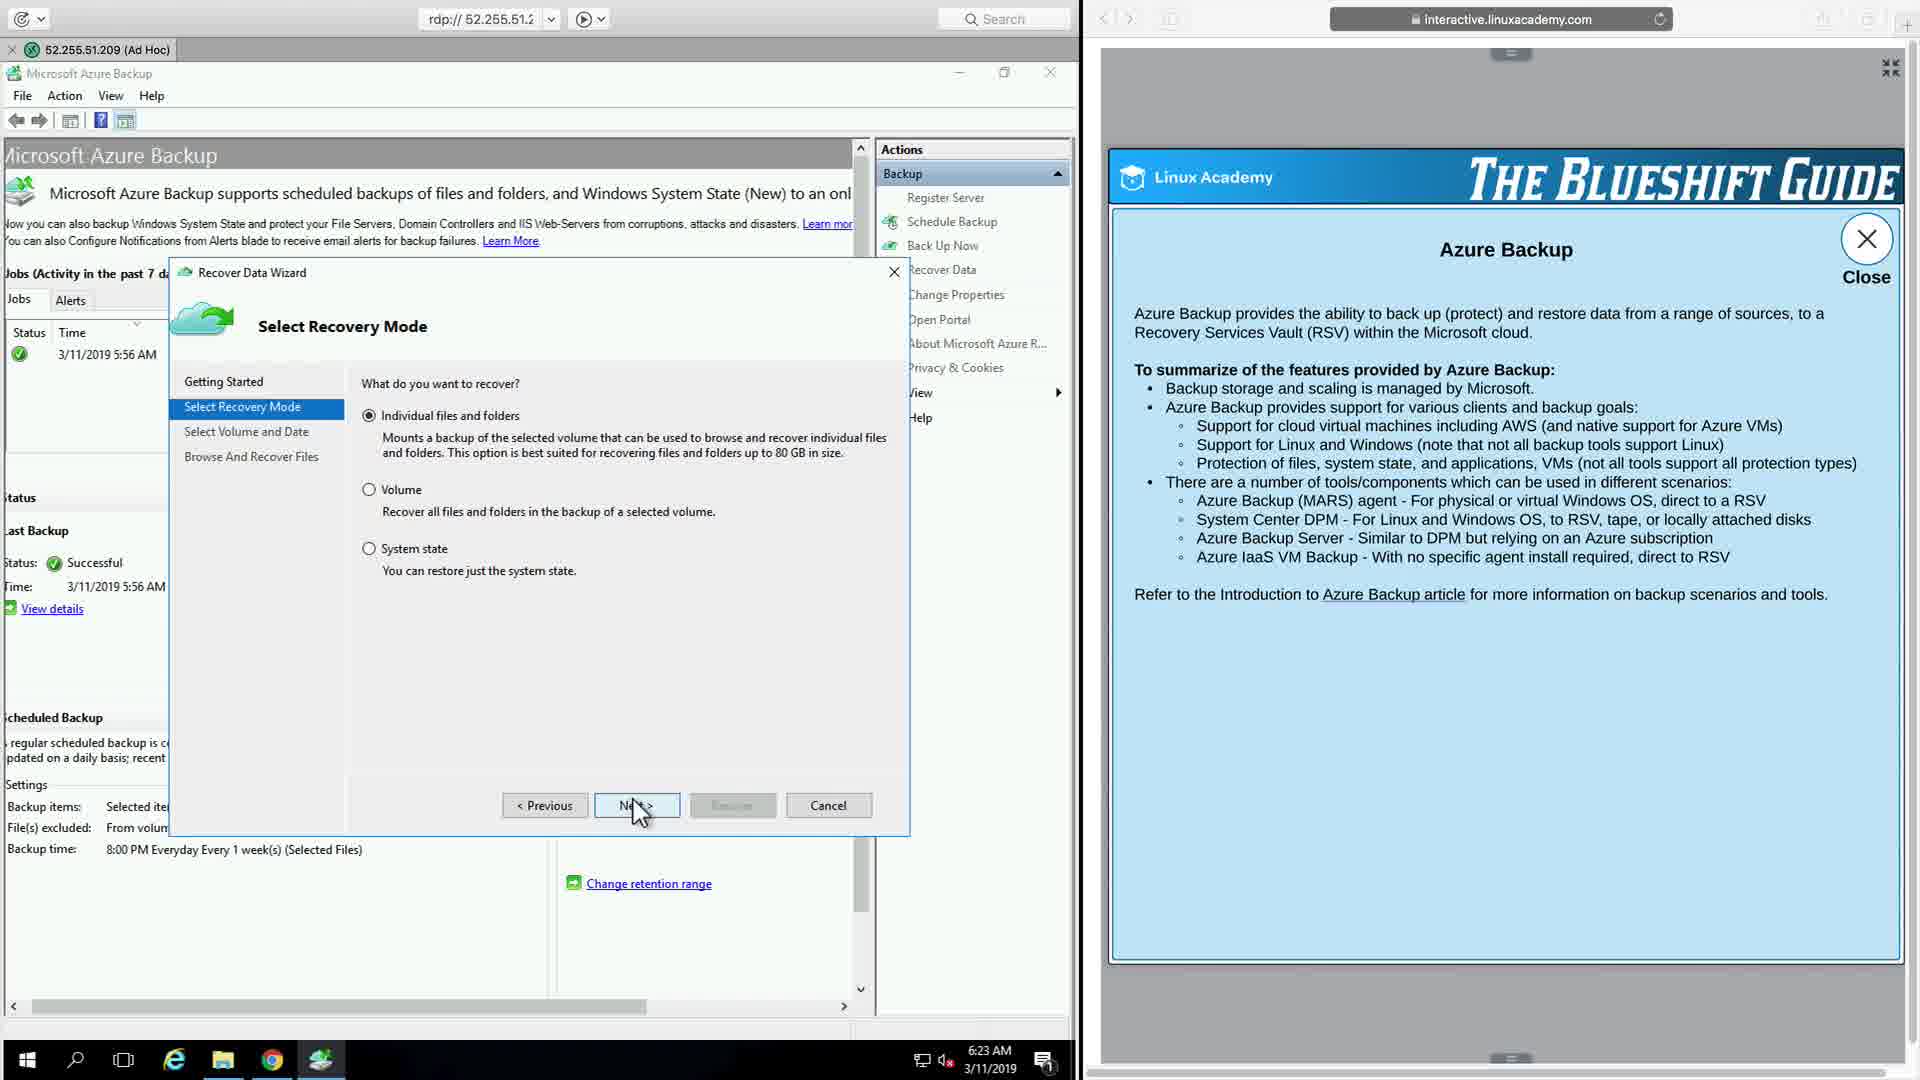 rdp:// 52.255.51.2
Search
52.255.51.209 (Ad Hoc)
Microsoft Azure Backup
File Action View Help
Microsoft Azure Backup
Microsoft Azure Backup supports scheduled backups of files and folders, and Windows System State (New) to an onl
Now you can also backup Windows System State and protect your File Servers, Domain Controllers and IIS Web-Servers from corruptions, attacks and disasters. Learn mor
You can also Configure Notifications from Alerts blade to receive email alerts for backup failures. Learn More.
Jobs (Activity in the past 7 da
Jobs Alerts
Status Time
3/11/2019 5:56 AM
Status
Last Backup
Status: Successful
Time: 3/11/2019 5:56 AM
View details
Scheduled Backup
regular scheduled backup is c
pdated on a daily basis; recent
Settings
Backup items: Selected ite
File(s) excluded: From volum
Backup time: 8:00 PM Everyday Every 1 week(s) (Selected Files)
Change retention range
Actions
Backup
Register Server
Schedule Backup
Back Up Now
Recover Data
Change Properties
Open Portal
About Microsoft Azure R...
Privacy & Cookies
View
Help
Recover Data Wizard
Select Recovery Mode
Getting Started
Select Recovery Mode
Select Volume and Date
Browse And Recover Files
What do you want to recover?
Individual files and folders
Mounts a backup of the selected volume that can be used to browse and recover individual files
and folders. This option is best suited for recovering files and folders up to 80 GB in size.
Volume
Recover all files and folders in the backup of a selected volume.
System state
You can restore just the system state.
< Previous
Next >
Cancel
6:23 AM
3/11/2019
1
interactive.linuxacademy.com
Linux Academy
THE BLUESHIFT GUIDE
Azure Backup
Close
Azure Backup provides the ability to back up (protect) and restore data from a range of sources, to a
Recovery Services Vault (RSV) within the Microsoft cloud.
To summarize of the features provided by Azure Backup:
• Backup storage and scaling is managed by Microsoft.
• Azure Backup provides support for various clients and backup goals:
◦ Support for cloud virtual machines including AWS (and native support for Azure VMs)
◦ Support for Linux and Windows (note that not all backup tools support Linux)
◦ Protection of files, system state, and applications, VMs (not all tools support all protection types)
• There are a number of tools/components which can be used in different scenarios:
◦ Azure Backup (MARS) agent - For physical or virtual Windows OS, direct to a RSV
◦ System Center DPM - For Linux and Windows OS, to RSV, tape, or locally attached disks
◦ Azure Backup Server - Similar to DPM but relying on an Azure subscription
◦ Azure IaaS VM Backup - With no specific agent install required, direct to RSV
Refer to the Introduction to Azure Backup article for more information on backup scenarios and tools.